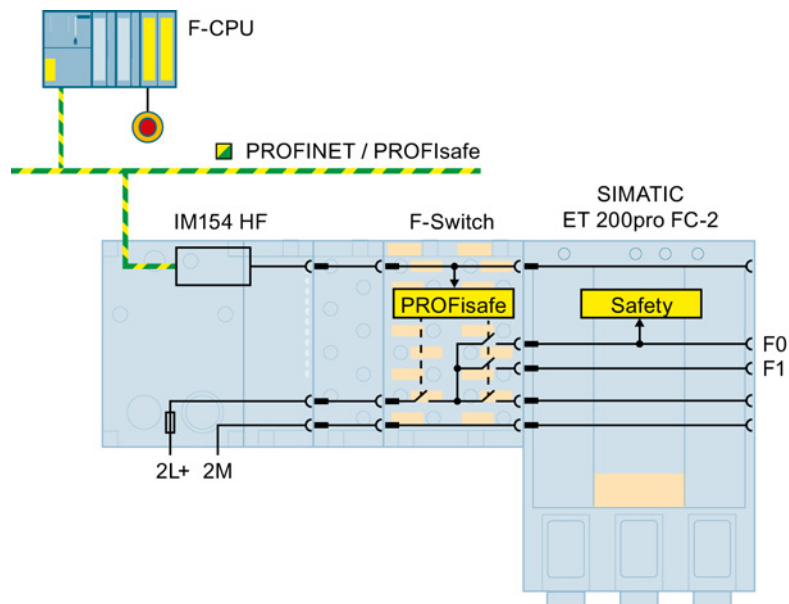 F-CPU
PROFINET / PROFIsafe
IM154 HF
F-Switch
SIMATIC
ET 200pro FC-2
PROFisafe
Safety
F0
F1
2L+
2M